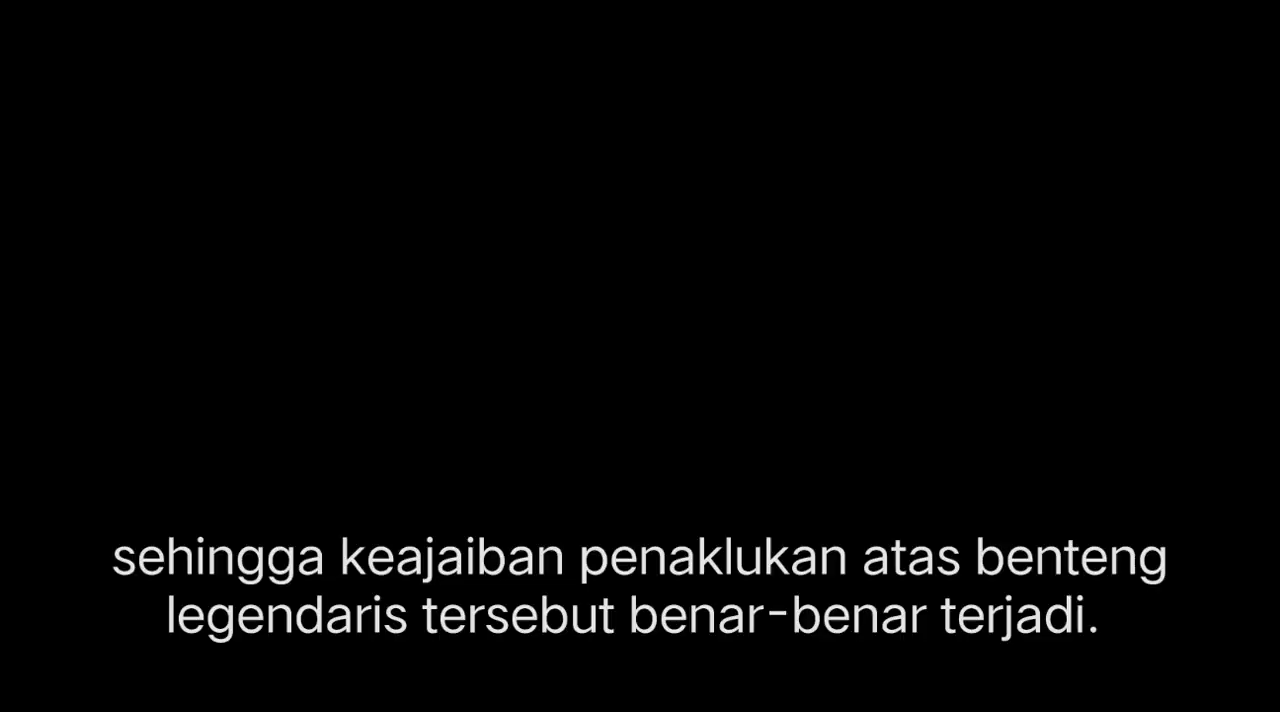 sehingga keajaiban penaklukan atas benteng
legendaris tersebut benar-benar terjadi.